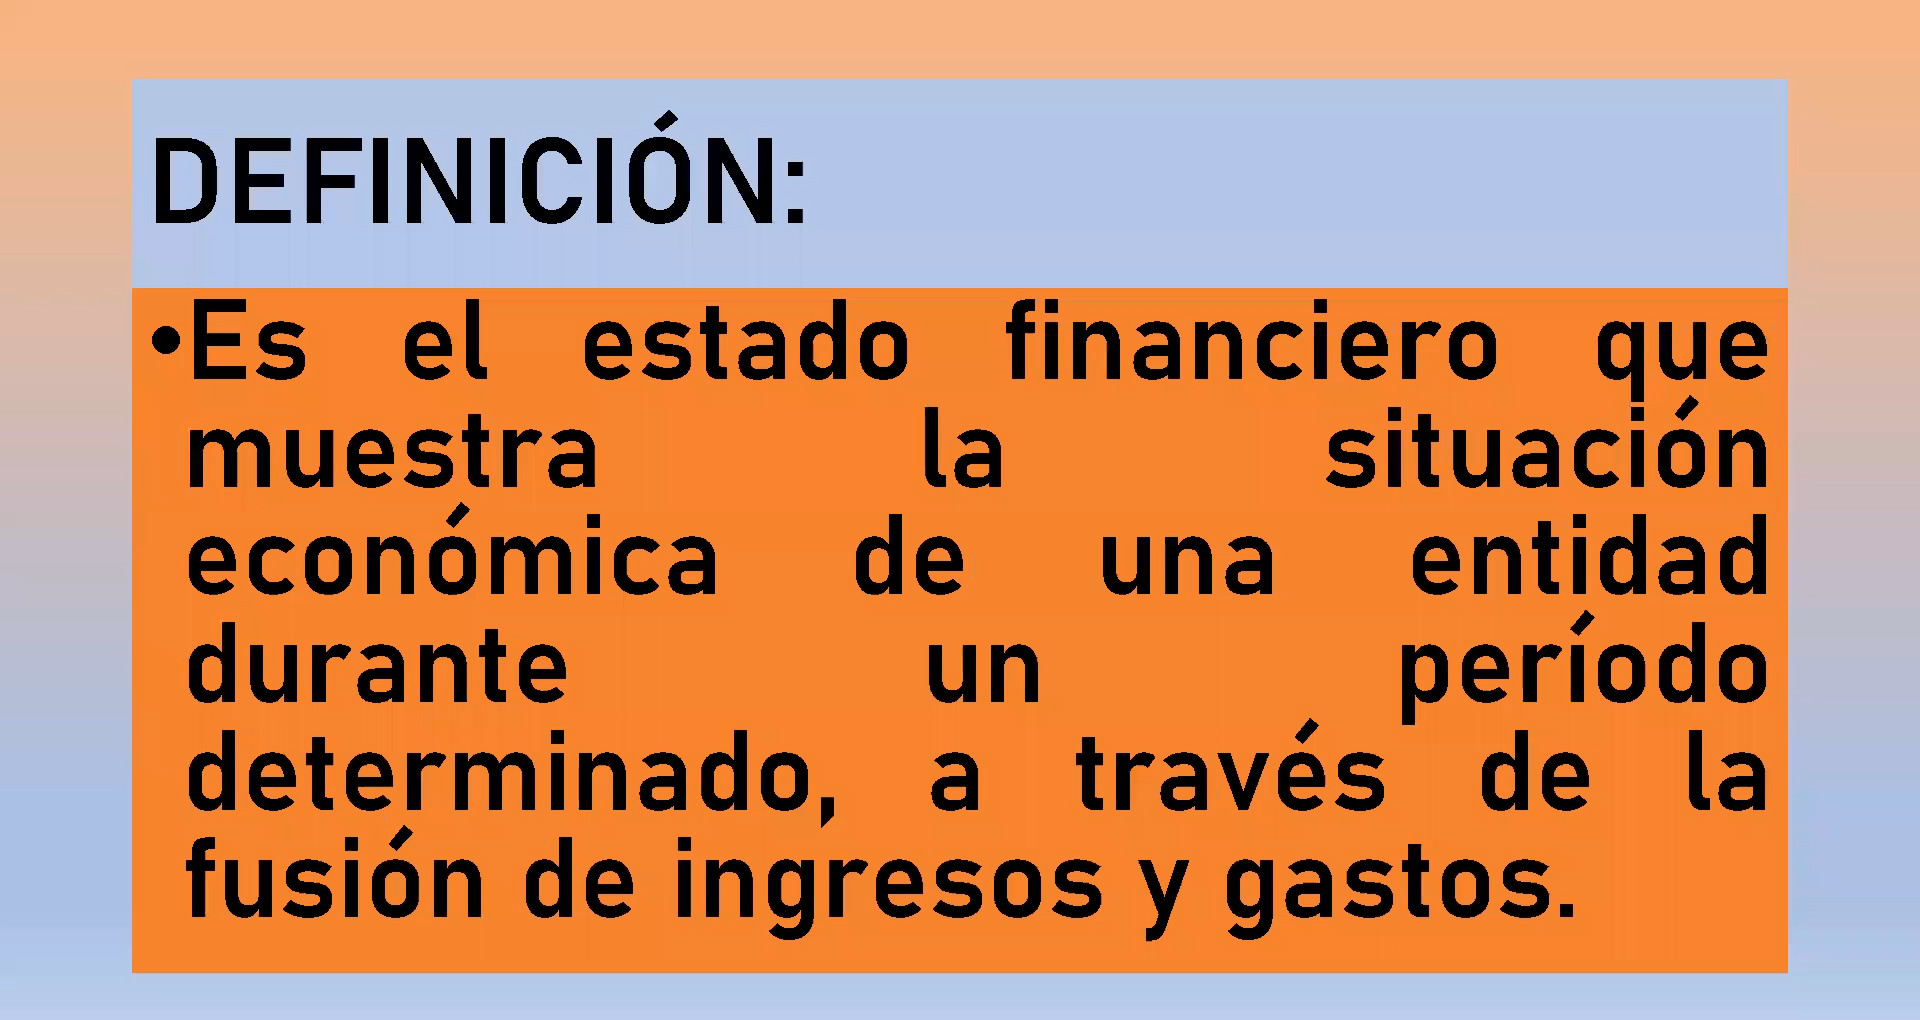 DEFINICIÓN:
•Es el estado financiero que
muestra la situación
económica de una entidad
durante un período
determinado, a través de la
fusión de ingresos y gastos.